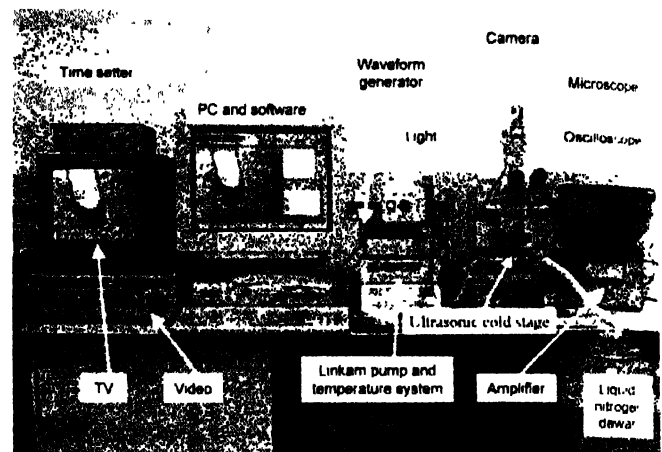 Camera
Waveform
generator
Time setter
Microscope
PC and software
Light
Oscilloscope
Ultrasonic cold stage
Linkam pump and
temperature system
TV
Video
Amplifier
Liquid
nitrogen
dewar